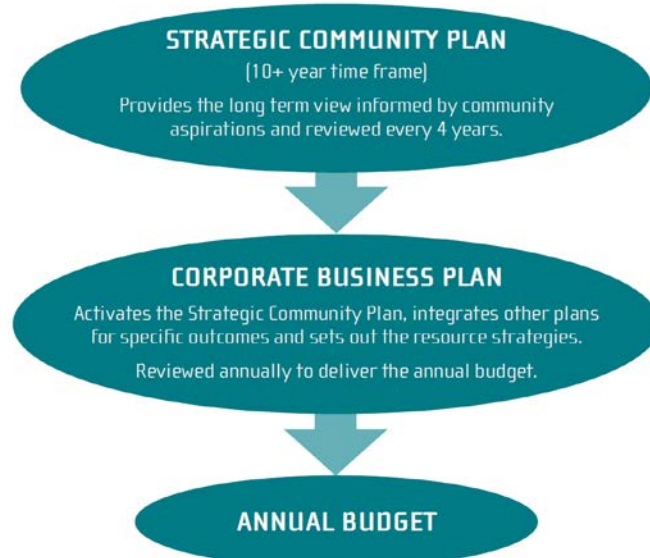 STRATEGIC COMMUNITY PLAN
(10+ year time frame)
Provides the long term view informed by community
aspirations and reviewed every 4 years.
CORPORATE BUSINESS PLAN
Activates the Strategic Community Plan, integrates other plans
for specific outcomes and sets out the resource strategies.
Reviewed annually to deliver the annual budget.
ANNUAL BUDGET